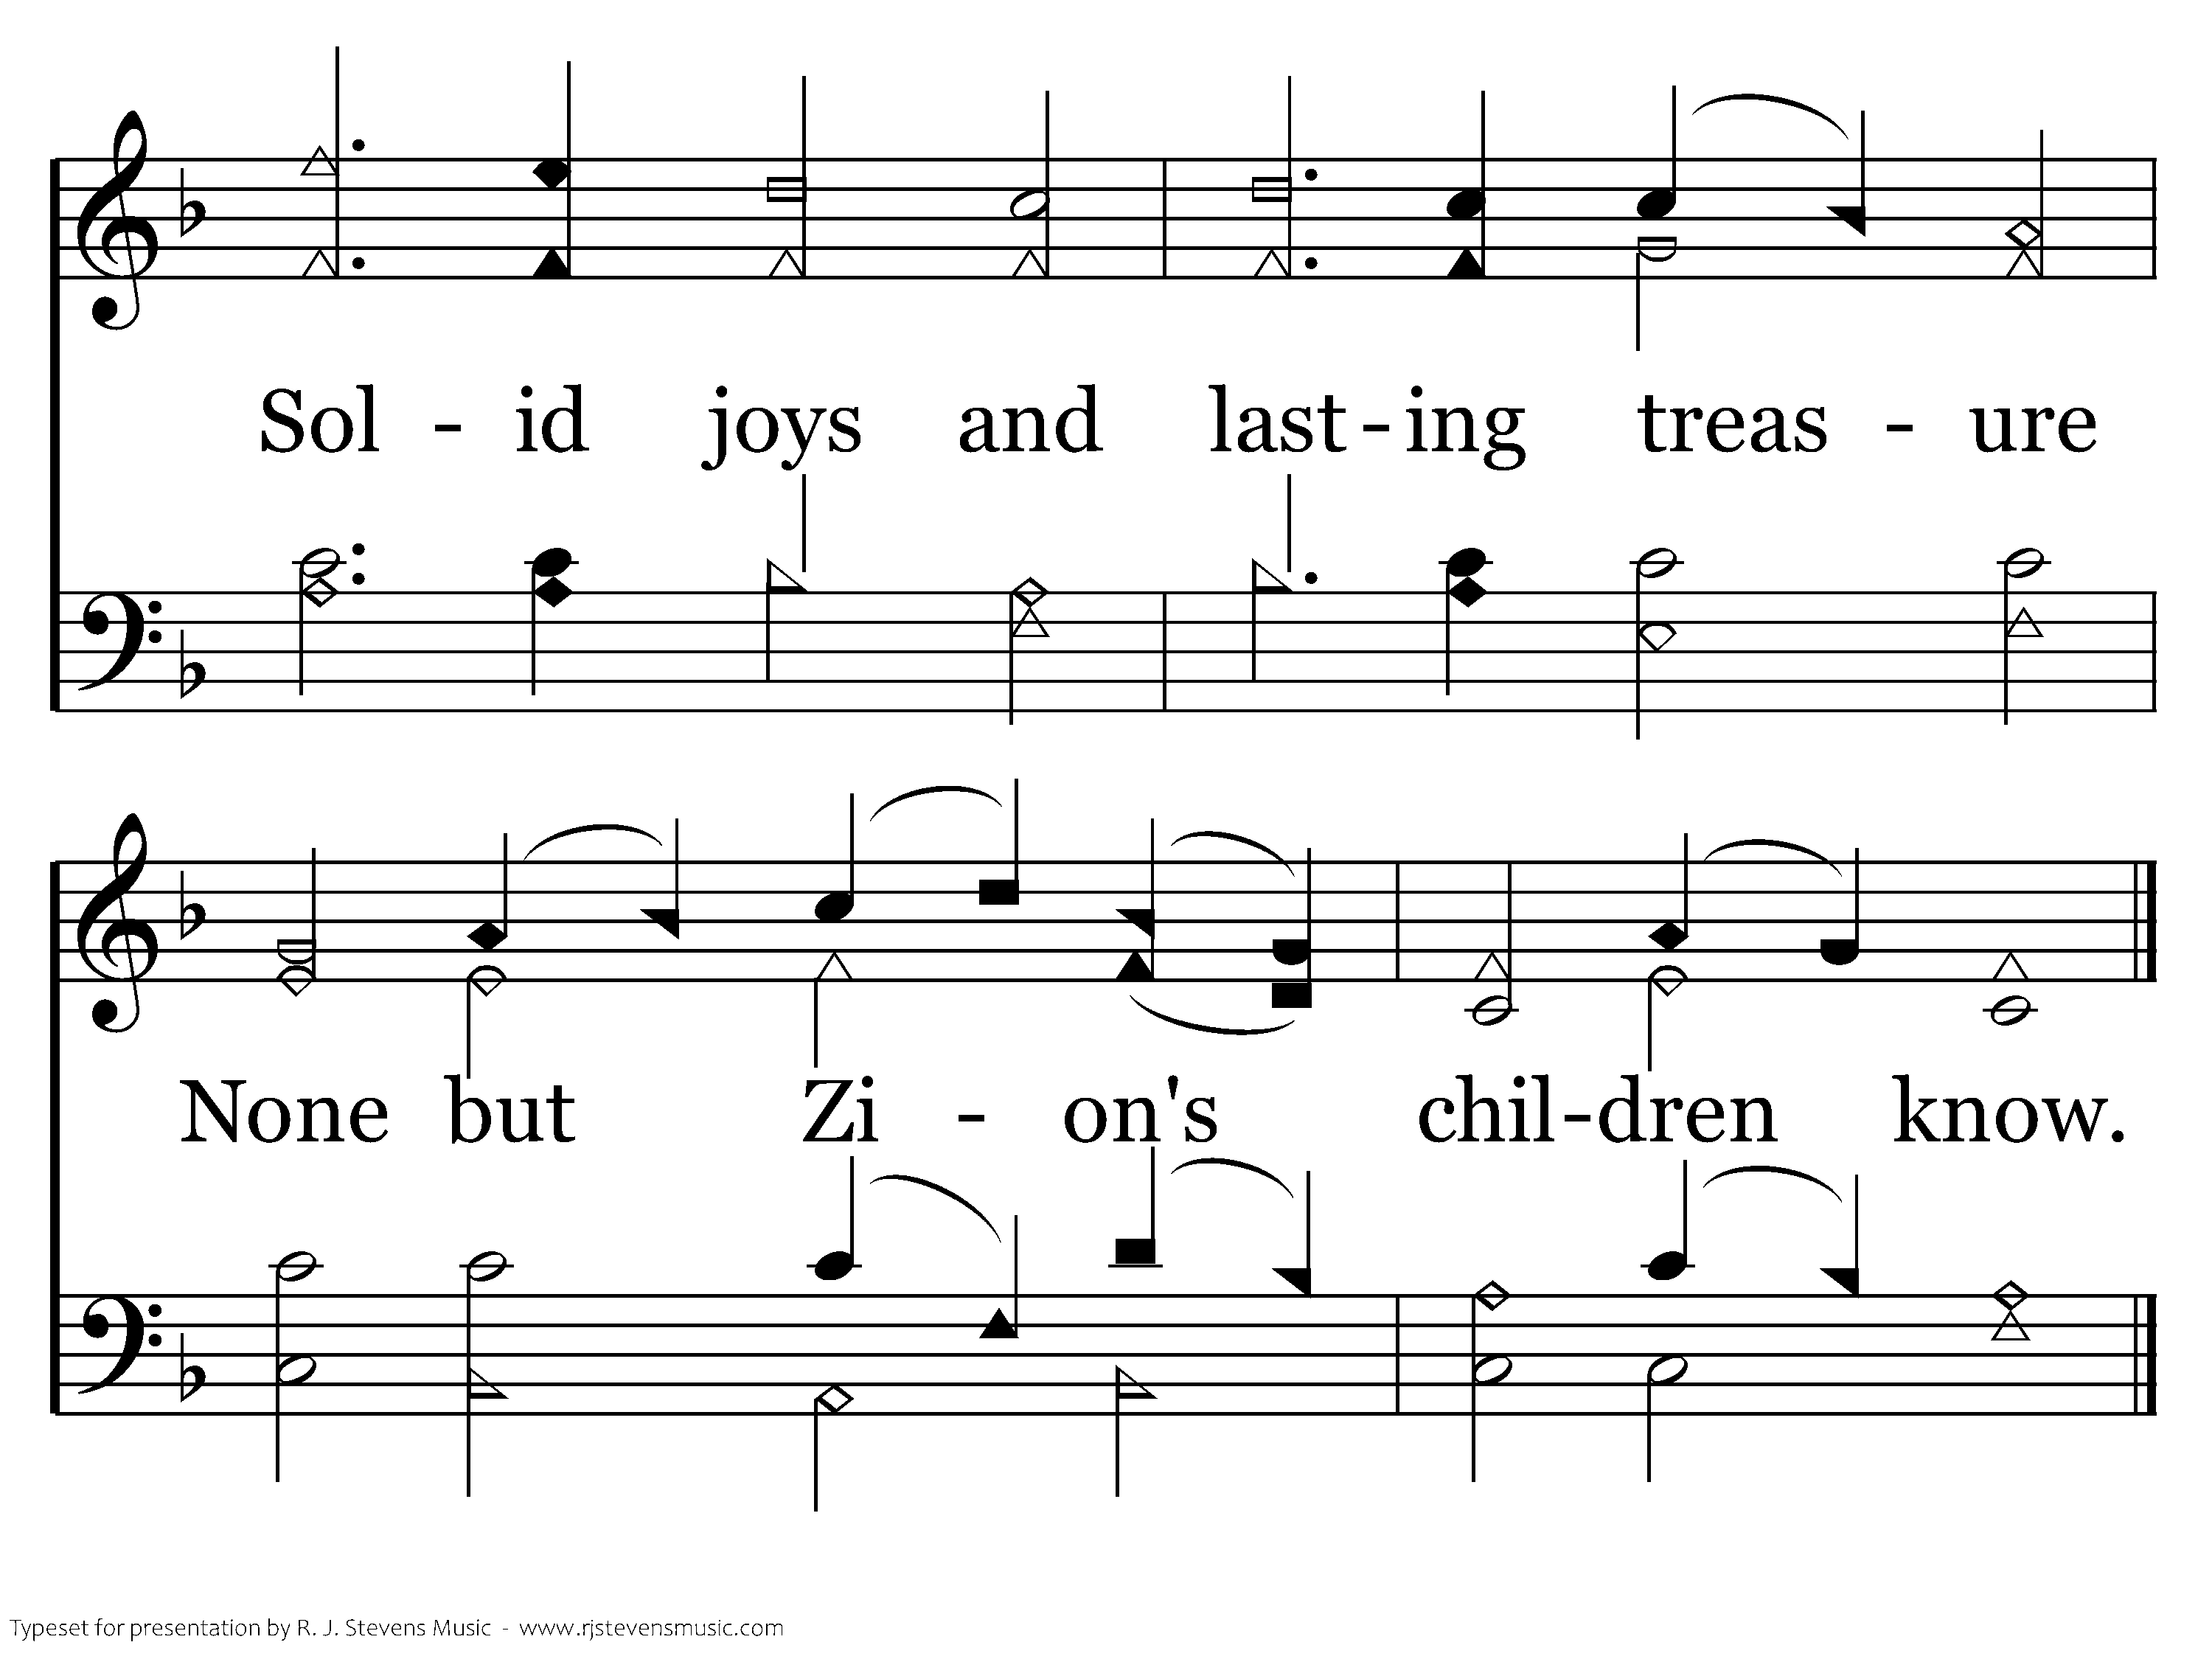 Sol - id joys and last-ing treas - ure
None but Zi - on's chil-dren know.
Typeset for presentation by R. J. Stevens Music - www.rjstevensmusic.com